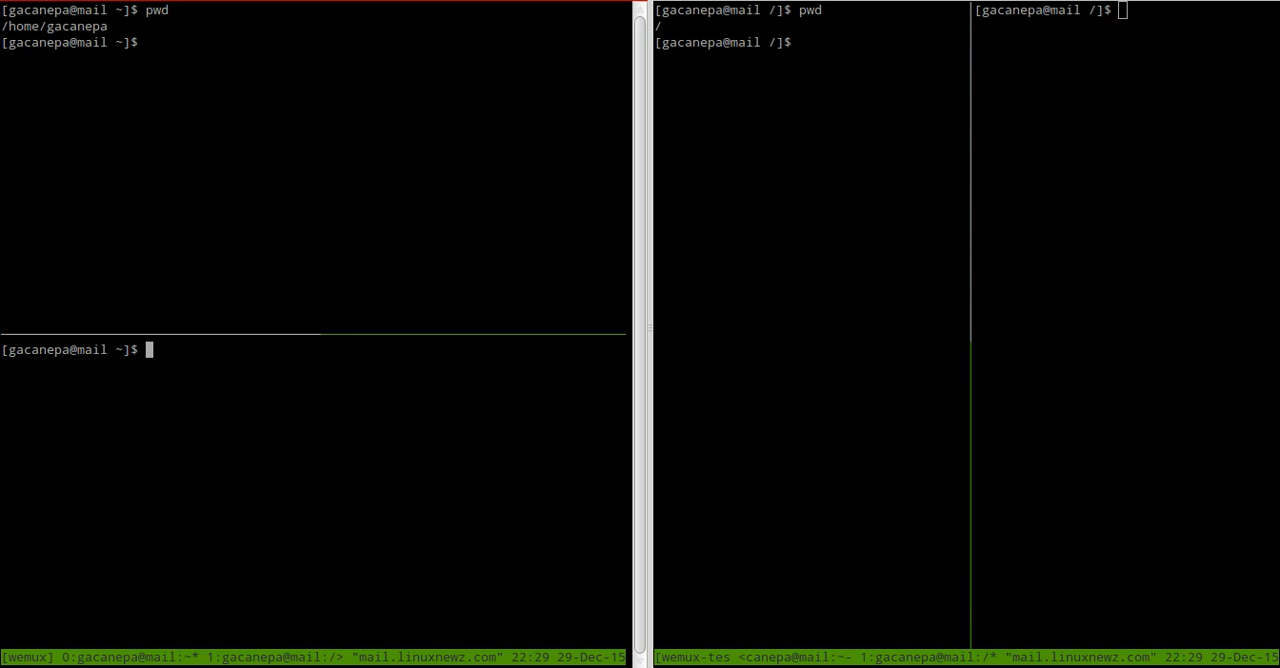 [gacanepa@mail ~]$ pwd
/home/gacanepa
[gacanepa@mail ~]$
[gacanepa@mail ~]$
[wemux] 0:gacanepa@mail:~* 1:gacanepa@mail:/> "mail.linuxnewz.com" 22:29 29-Dec-15
[gacanepa@mail /]$ pwd
/
[gacanepa@mail /]$
[gacanepa@mail /]$
[wemux-tes <canepa@mail:~- 1:gacanepa@mail:/* "mail.linuxnewz.com" 22:29 29-Dec-15